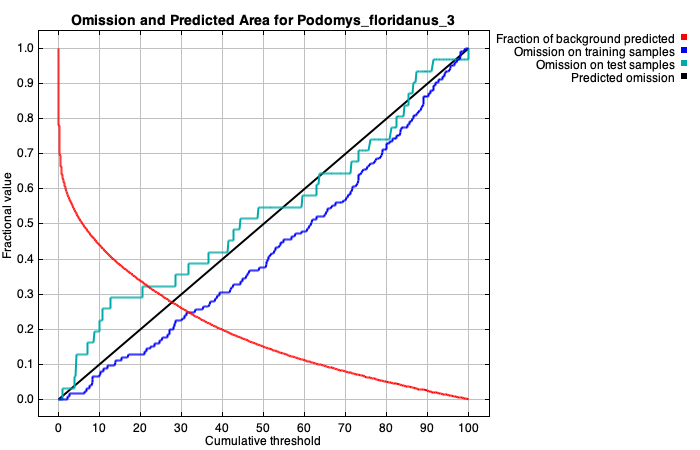 Omission and Predicted Area for Podomys_floridanus_3
Fraction of background predicted
Omission on training samples
Omission on test samples
Predicted omission
Fractional value
1.0
0.9
0.8
0.7
0.6
0.5
0.4
0.3
0.2
0.1
0.0
0 10 20 30 40 50 60 70 80 90 100
Cumulative threshold